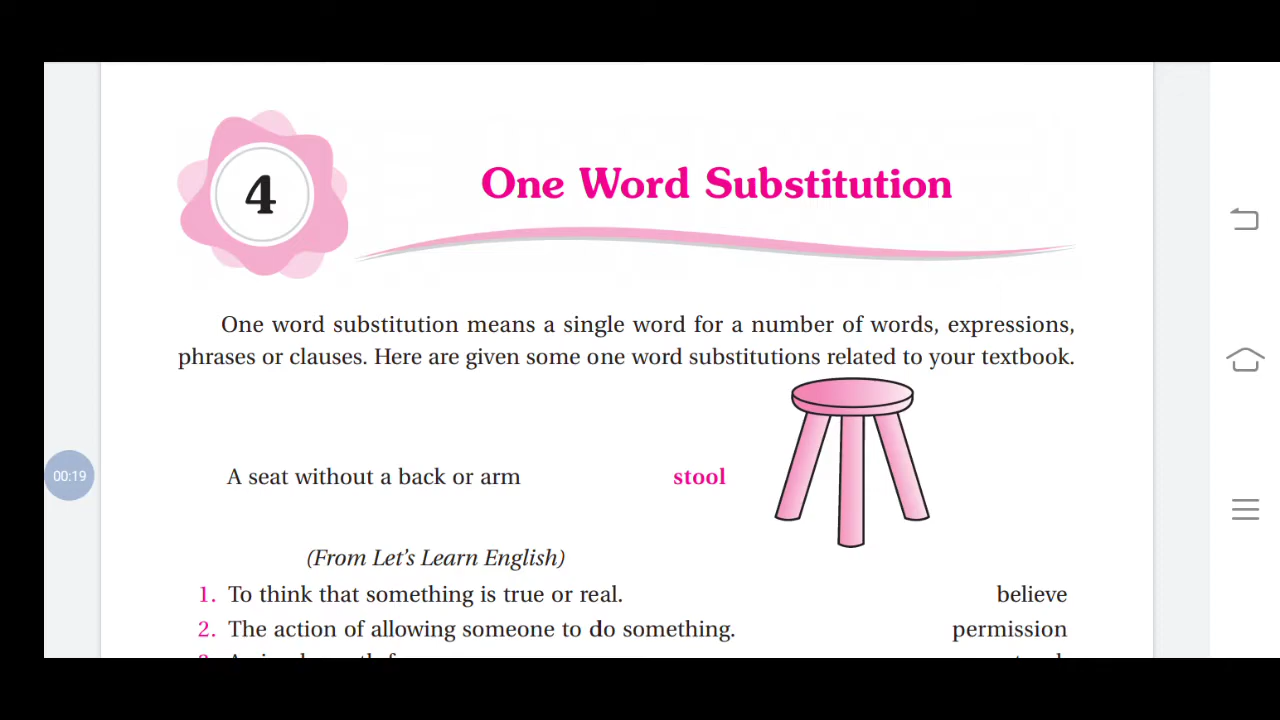 4
One Word Substitution
One word substitution means a single word for a number of words, expressions,
phrases or clauses. Here are given some one word substitutions related to your textbook.
A seat without a back or arm stool
00:19
(From Let's Learn English)
1. To think that something is true or real. believe
2. The action of allowing someone to do something. permission